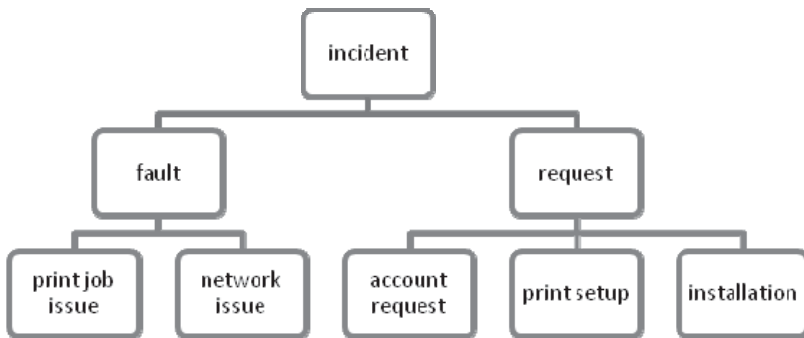 incident
fault
request
print job
issue
network
issue
account
request
print setup
installation